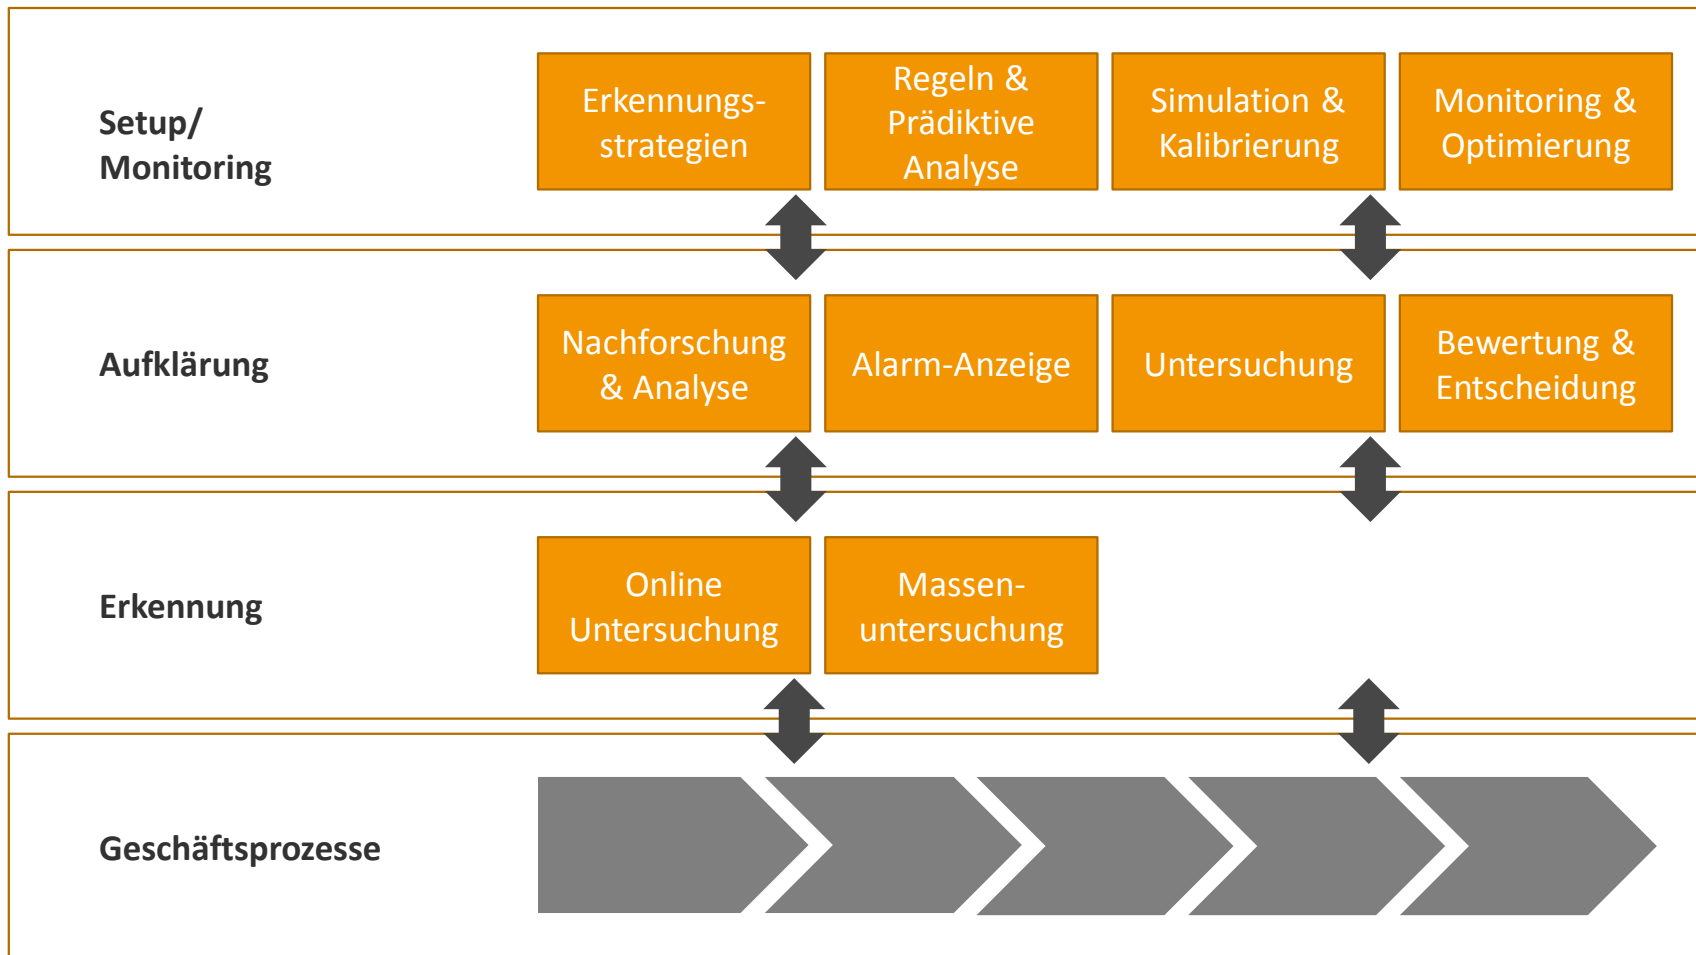 Setup/
Monitoring
Erkennungs-
strategien
Regeln &
Prädiktive
Analyse
Simulation &
Kalibrierung
Monitoring &
Optimierung
Aufklärung
Nachforschung
& Analyse
Alarm-Anzeige
Untersuchung
Bewertung &
Entscheidung
Erkennung
Online
Untersuchung
Massen-
untersuchung
Geschäftsprozesse